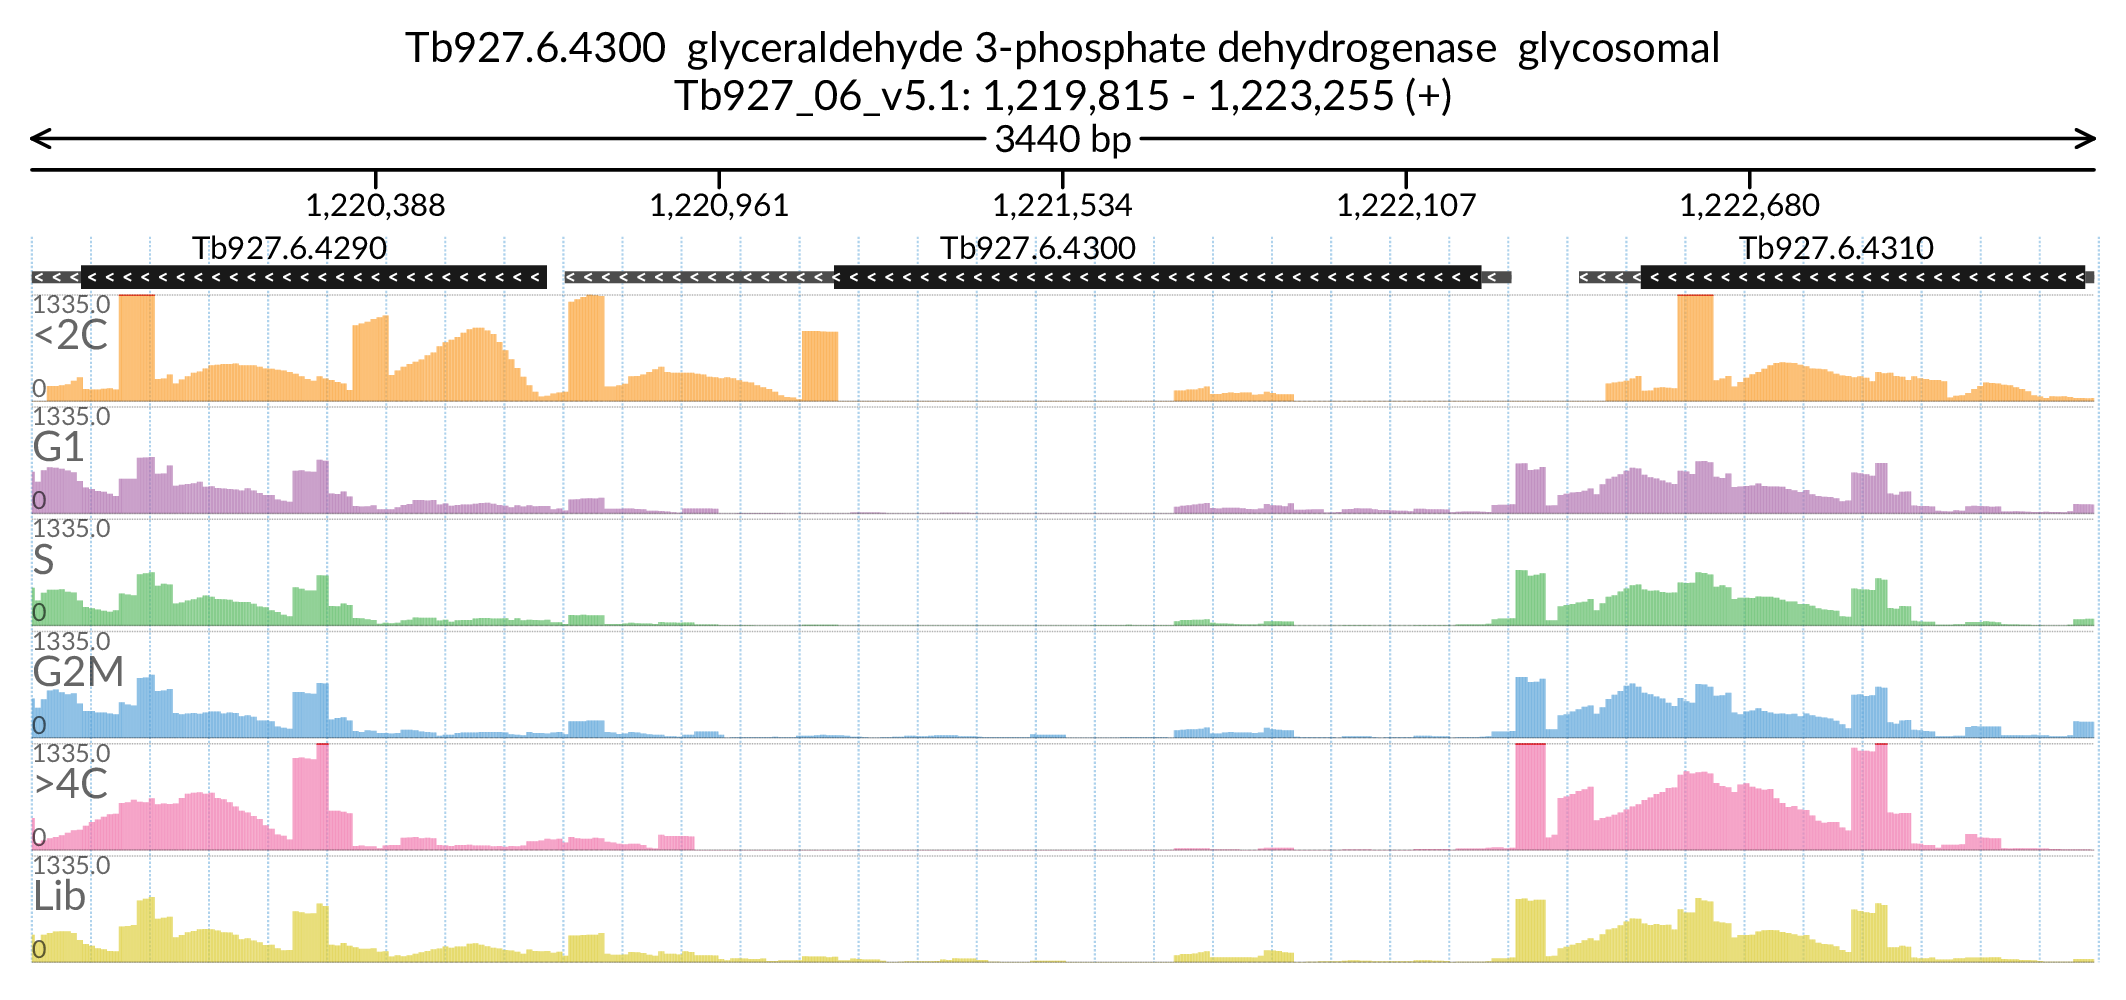 Tb927.6.4300 glyceraldehyde 3-phosphate dehydrogenase glycosomal
Tb927_06_v5.1: 1,219,815 - 1,223,255 (+)
3440 bp
1,220,388 1,220,961 1,221,534 1,222,107 1,222,680
Tb927.6.4290 Tb927.6.4300 Tb927.6.4310
1335.0
<2C
0
1335.0
G1
0
1335.0
S
0
1335.0
G2M
0
1335.0
>4C
0
1335.0
Lib
0